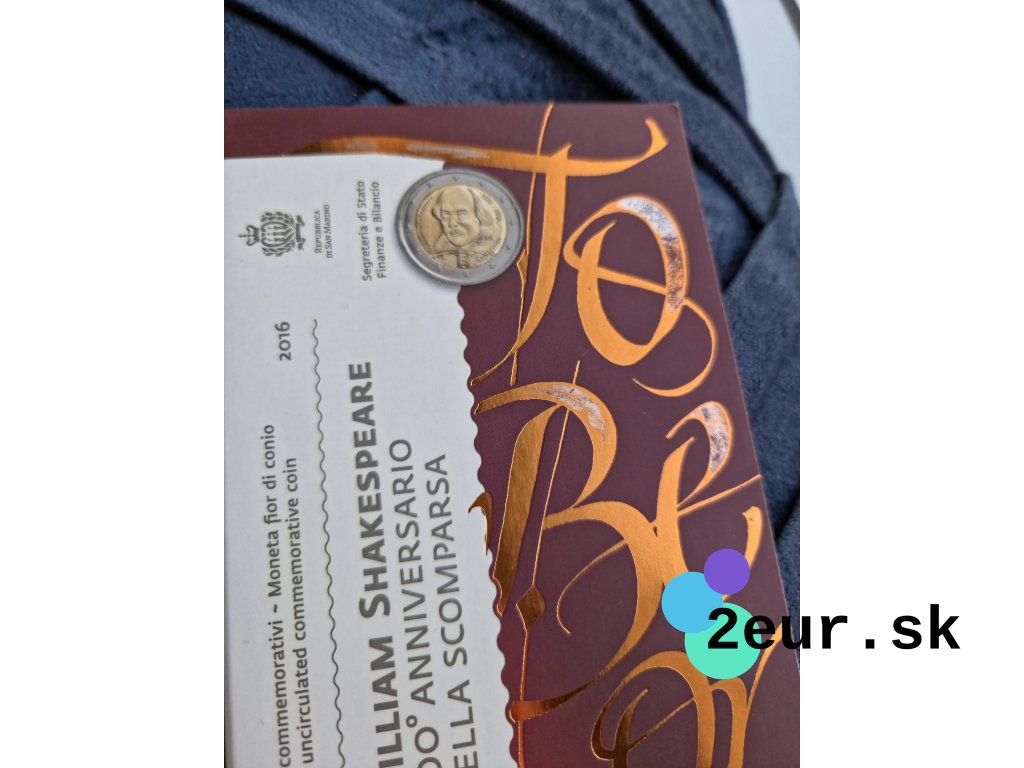 REPUBBLICA
DI SAN MARINO
Segreteria di Stato
Finanze e Bilancio
2016
commemorativi ~ Moneta fior di conio
uncirculated commemorative coin
ILLIAM SHAKESPEARE
00° ANNIVERSARIO
ELLA SCOMPARSA
TO BE
OR
2eur.sk